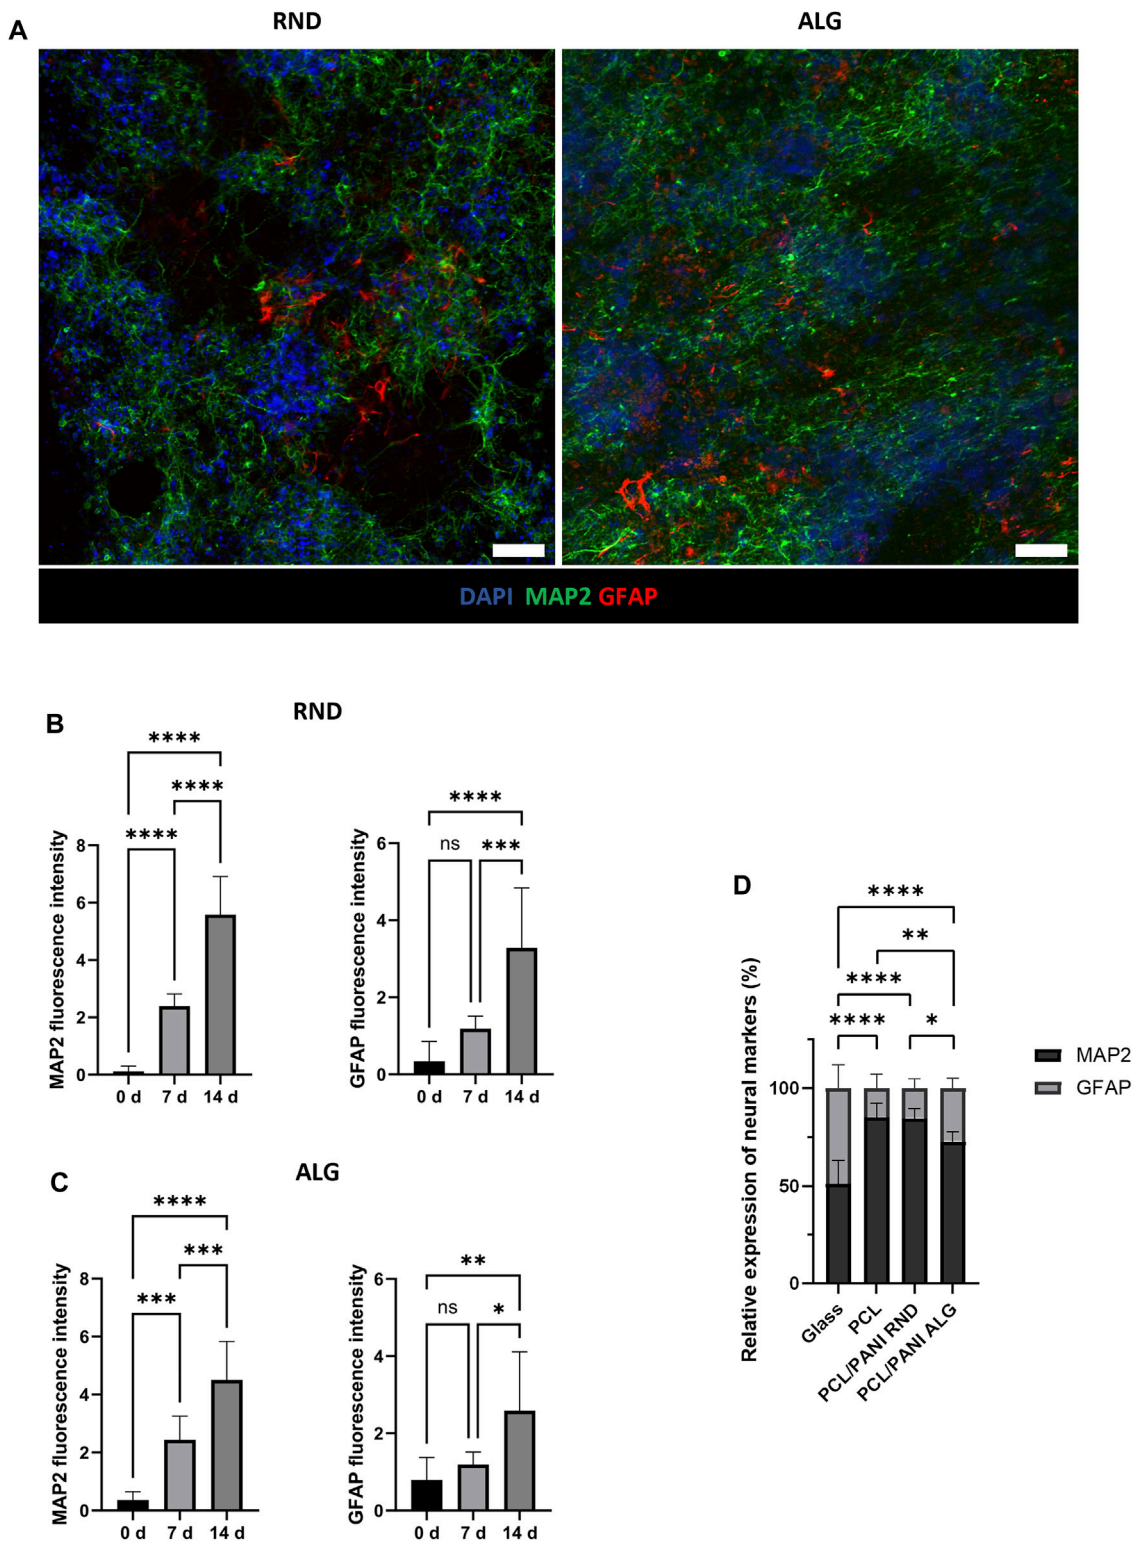 A
RND
ALG
DAPI MAP2 GFAP
B
RND
****
****
****
MAP2 fluorescence intensity
8
6
4
2
0
0 d 7 d 14 d
****
ns ***
GFAP fluorescence intensity
6
4
2
0
0 d 7 d 14 d
C
ALG
****
***
***
MAP2 fluorescence intensity
8
6
4
2
0
0 d 7 d 14 d
**
ns *
GFAP fluorescence intensity
6
4
2
0
0 d 7 d 14 d
D
****
**
****
**** *
Relative expression of neural markers (%)
100
50
0
Glass
PCL
PCL/PANI RND
PCL/PANI ALG
MAP2
GFAP